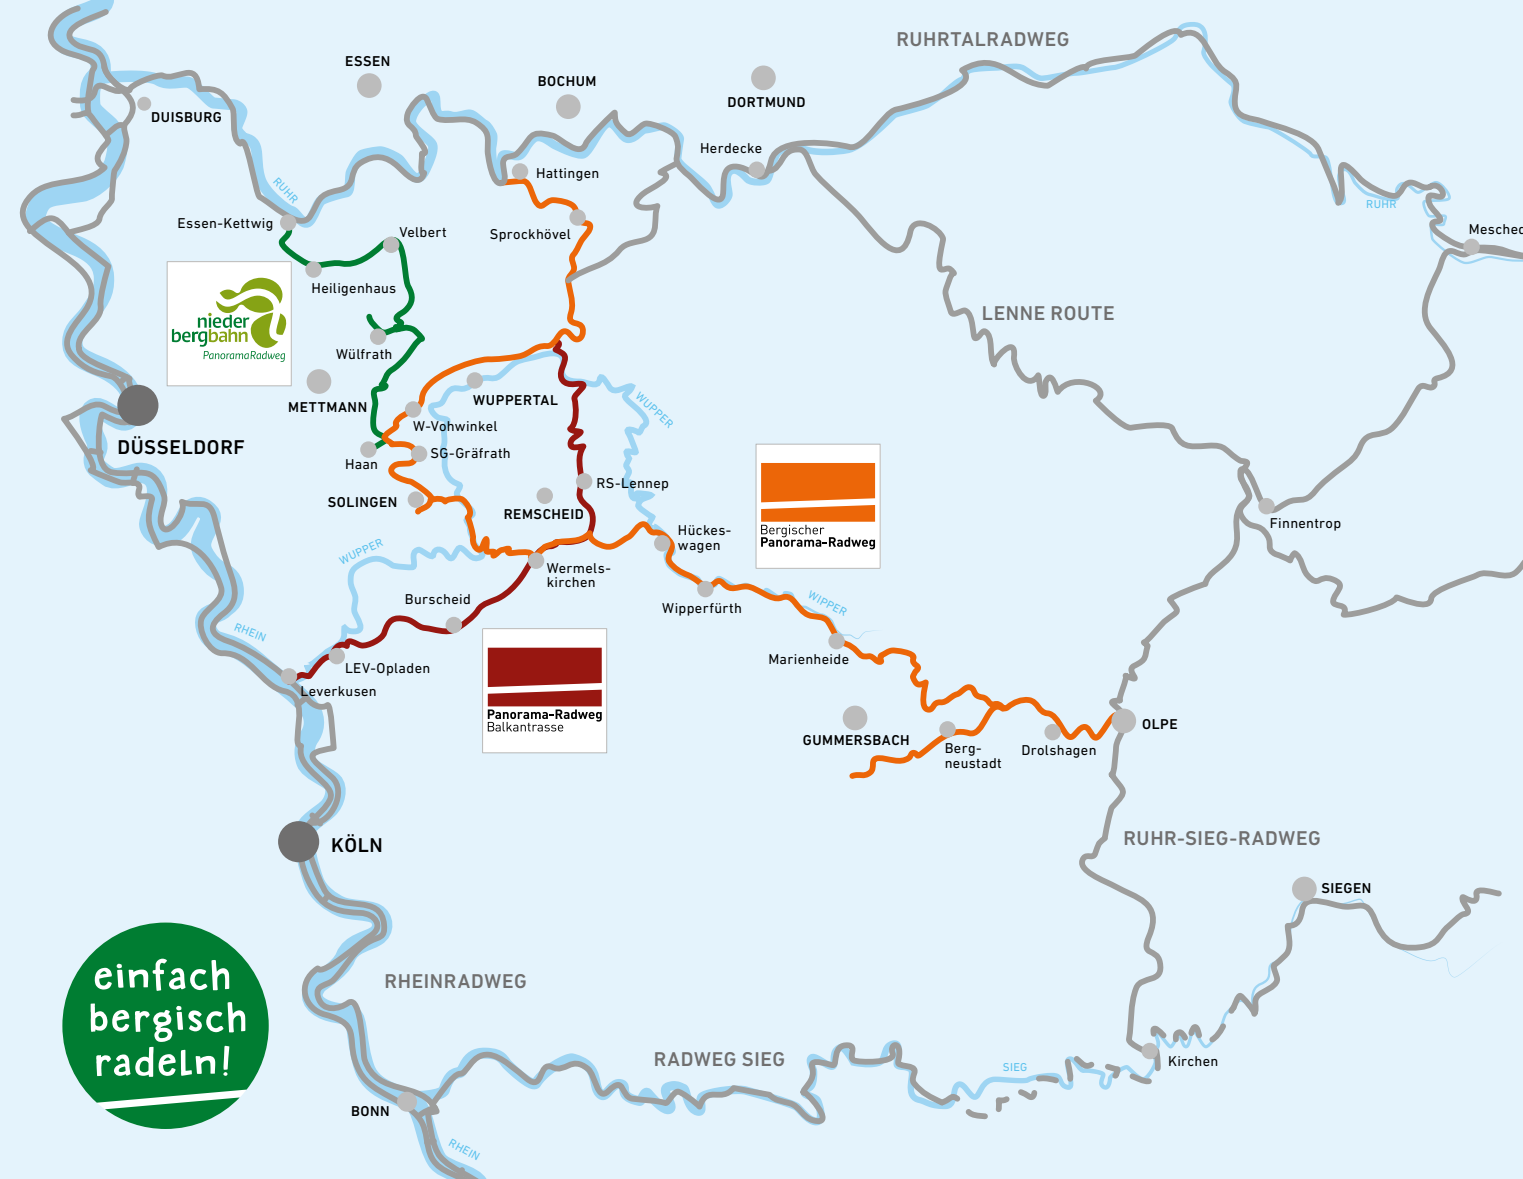 RUHRTALRADWEG
ESSEN
BOCHUM
DORTMUND
DUISBURG
Herdecke
Hattingen
RUHR
RUHR
Essen-Kettwig
Velbert
Sprockhövel
Mesched
Heiligenhaus
nieder
bergbahn
PanoramaRadweg
LENNE ROUTE
Wülfrath
METTMANN
WUPPERTAL
WUPPER
W-Vohwinkel
DÜSSELDORF
Haan
SG-Gräfrath
RS-Lennep
SOLINGEN
REMSCHEID
Bergischer
Panorama-Radweg
Hückes-
wagen
Finnentrop
WUPPER
Wermels-
kirchen
Burscheid
Wipperfürth
WIPPER
RHEIN
Marienheide
LEV-Opladen
Leverkusen
Panorama-Radweg
Balkantrasse
GUMMERSBACH
Berg-
neustadt
Drolshagen
OLPE
KÖLN
RUHR-SIEG-RADWEG
SIEGEN
einfach
bergisch
radeln!
RHEINRADWEG
RADWEG SIEG
SIEG
Kirchen
BONN
RHEIN